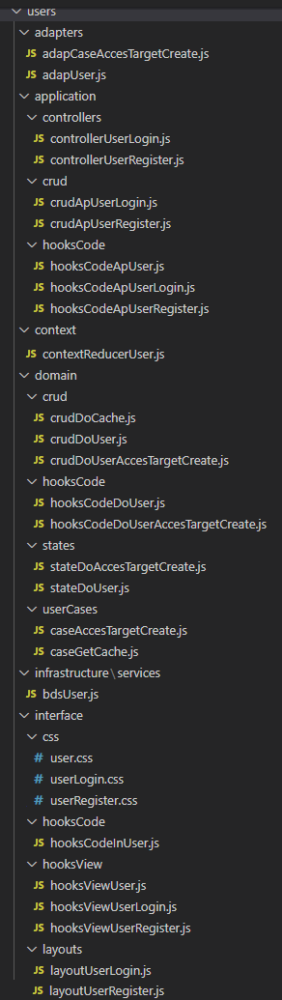 users
adapters
JS adapCaseAccesTargetCreate.js
JS adapUser.js
application
controllers
JS controllerUserLogin.js
JS controllerUserRegister.js
crud
JS crudApUserLogin.js
JS crudApUserRegister.js
hooksCode
JS hooksCodeApUser.js
JS hooksCodeApUserLogin.js
JS hooksCodeApUserRegister.js
context
JS contextReducerUser.js
domain
crud
JS crudDoCache.js
JS crudDoUser.js
JS crudDoUserAccesTargetCreate.js
hooksCode
JS hooksCodeDoUser.js
JS hooksCodeDoUserAccesTargetCreate.js
states
JS stateDoAccesTargetCreate.js
JS stateDoUser.js
userCases
JS caseAccesTargetCreate.js
JS caseGetCache.js
infrastructure\services
JS bdsUser.js
interface
css
# user.css
# userLogin.css
# userRegister.css
hooksCode
JS hooksCodeInUser.js
hooksView
JS hooksViewUser.js
JS hooksViewUserLogin.js
JS hooksViewUserRegister.js
layouts
JS layoutUserLogin.js
JS layoutUserRegister.js